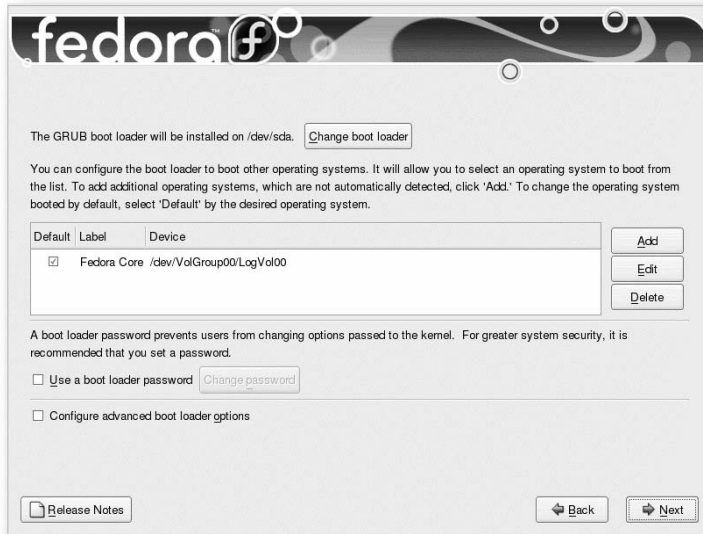 fedora™ f
The GRUB boot loader will be installed on /dev/sda. Change boot loader
You can configure the boot loader to boot other operating systems. It will allow you to select an operating system to boot from
the list. To add additional operating systems, which are not automatically detected, click 'Add.' To change the operating system
booted by default, select 'Default' by the desired operating system.
Default Label Device
Fedora Core /dev/VolGroup00/LogVol00
Add
Edit
Delete
A boot loader password prevents users from changing options passed to the kernel. For greater system security, it is
recommended that you set a password.
Use a boot loader password Change password
Configure advanced boot loader options
Release Notes Back Next